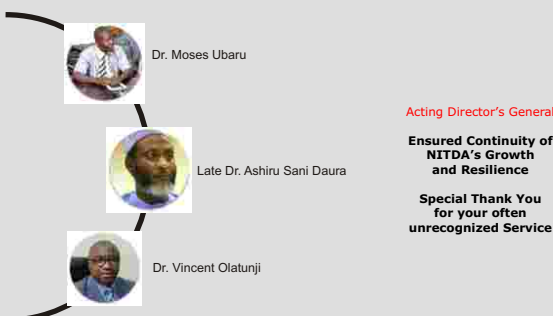 Dr. Moses Ubaru
Late Dr. Ashiru Sani Daura
Dr. Vincent Olatunji
Acting Director’s General
Ensured Continuity of
NITDA’s Growth
and Resilience
Special Thank You
for your often
unrecognized Service